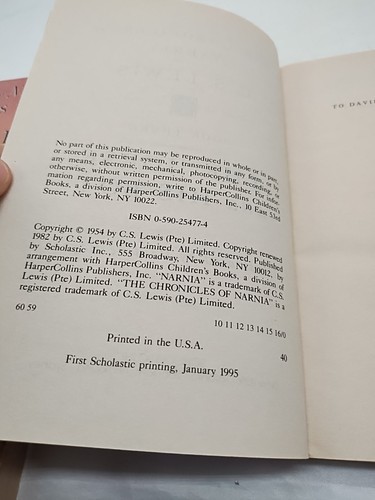 No part of this publication may be reproduced in whole or in part,
or stored in a retrieval system, or transmitted in any form, or by
any means, electronic, mechanical, photocopying, recording, or
otherwise, without written permission of the publisher. For infor-
mation regarding permission, write to HarperCollins Children's
Books, a division of HarperCollins Publishers, Inc., 10 East 53rd
Street, New York, NY 10022.
ISBN 0-590-25477-4
Copyright © 1954 by C.S. Lewis (Pte) Limited. Copyright renewed
1982 by C.S. Lewis (Pte) Limited. All rights reserved. Published
by Scholastic Inc., 555 Broadway, New York, NY 10012, by
arrangement with HarperCollins Children's Books, a division of
HarperCollins Publishers, Inc. "NARNIA" is a trademark of C.S.
Lewis (Pte) Limited. "THE CHRONICLES OF NARNIA" is a
registered trademark of C.S. Lewis (Pte) Limited.
60 59
10 11 12 13 14 15 16/0
Printed in the U.S.A.
40
First Scholastic printing, January 1995
TO DAVI